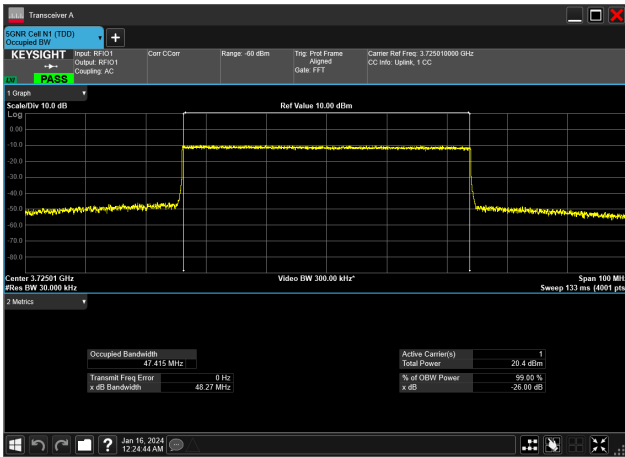 Transceiver A
5GNR Cell N1 (TDD)
Occupied BW
KEYSIGHT
LXI
PASS
Input: RFIO1
Output: RFIO1
Coupling: AC
Corr CCorr
Range: -60 dBm
Trig: Prot Frame
Aligned
Gate: FFT
Carrier Ref Freq: 3.725010000 GHz
CC Info: Uplink, 1 CC
1 Graph
Scale/Div 10.0 dB
Ref Value 10.00 dBm
Log
0.00
-10.0
-20.0
-30.0
-40.0
-50.0
-60.0
-70.0
-80.0
Center 3.72501 GHz
Video BW 300.00 kHz*
Span 100 MHz
#Res BW 30.000 kHz
Sweep 133 ms (4001 pts)
2 Metrics
Occupied Bandwidth
47.415 MHz
Transmit Freq Error 0 Hz
x dB Bandwidth 48.27 MHz
Active Carrier(s) 1
Total Power 20.4 dBm
% of OBW Power 99.00 %
x dB -26.00 dB
Jan 16, 2024
12:24:44 AM